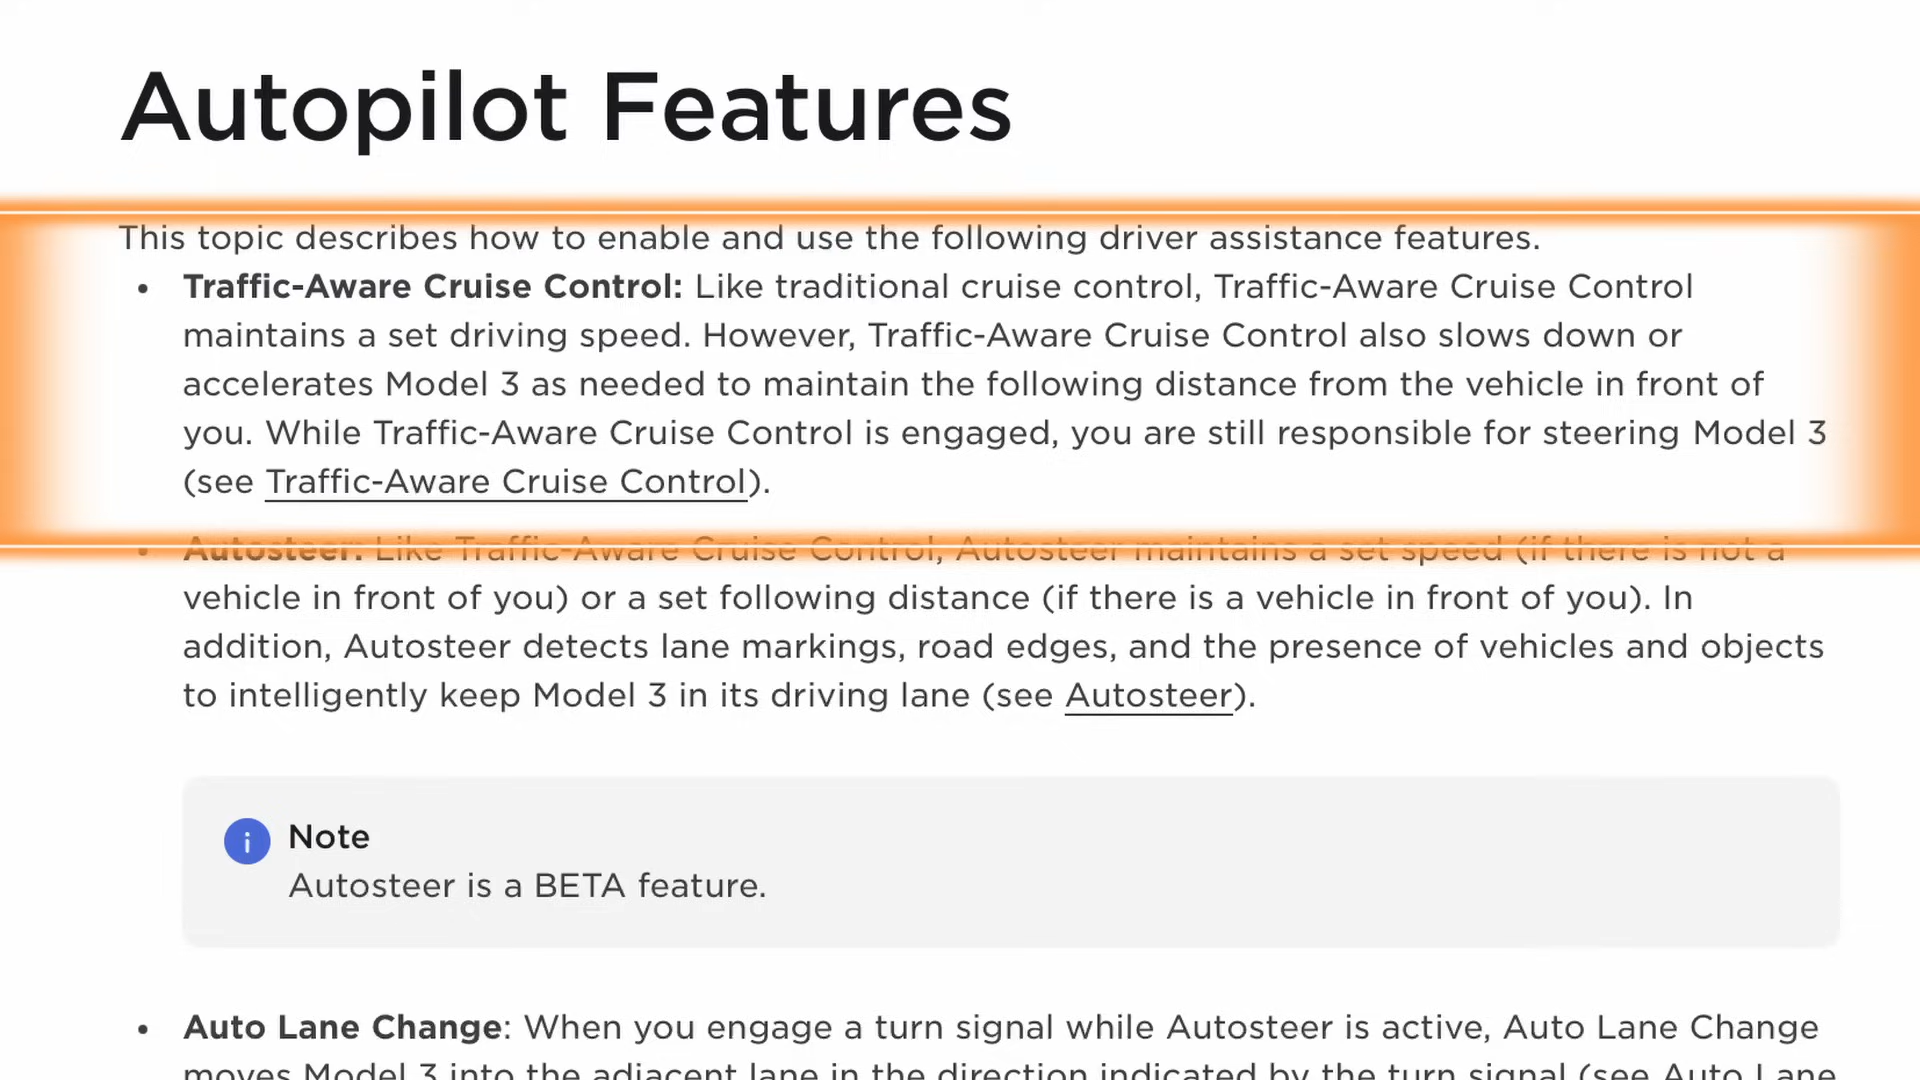 Autopilot Features
This topic describes how to enable and use the following driver assistance features.
• Traffic-Aware Cruise Control: Like traditional cruise control, Traffic-Aware Cruise Control
maintains a set driving speed. However, Traffic-Aware Cruise Control also slows down or
accelerates Model 3 as needed to maintain the following distance from the vehicle in front of
you. While Traffic-Aware Cruise Control is engaged, you are still responsible for steering Model 3
(see Traffic-Aware Cruise Control).
• Autosteer: Like Traffic-Aware Cruise Control, Autosteer maintains a set speed (if there is not a
vehicle in front of you) or a set following distance (if there is a vehicle in front of you). In
addition, Autosteer detects lane markings, road edges, and the presence of vehicles and objects
to intelligently keep Model 3 in its driving lane (see Autosteer).
i Note
Autosteer is a BETA feature.
• Auto Lane Change: When you engage a turn signal while Autosteer is active, Auto Lane Change
moves Model 3 into the adjacent lane in the direction indicated by the turn signal (see Auto Lane